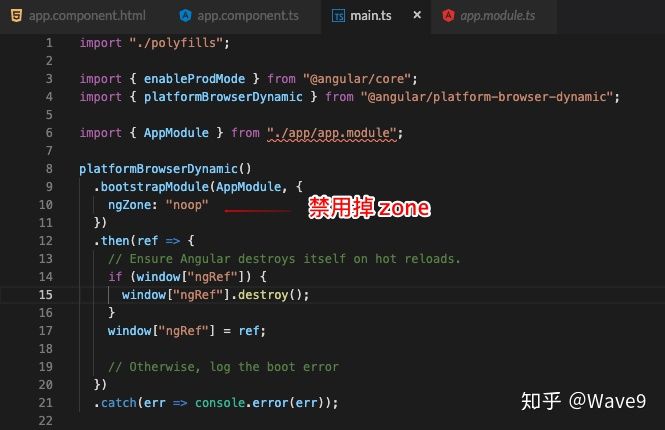 app.component.html app.component.ts TS main.ts × app.module.ts
1 import "./polyfills";
2
3 import { enableProdMode } from "@angular/core";
4 import { platformBrowserDynamic } from "@angular/platform-browser-dynamic";
5
6 import { AppModule } from "./app/app.module";
7
8 platformBrowserDynamic()
9 .bootstrapModule(AppModule, {
10 ngZone: "noop" 禁用掉 zone
11 })
12 .then(ref => {
13 // Ensure Angular destroys itself on hot reloads.
14 if (window["ngRef"]) {
15 window["ngRef"].destroy();
16 }
17 window["ngRef"] = ref;
18
19 // Otherwise, log the boot error
20 })
21 .catch(err => console.error(err));
22
知乎 @Wave9